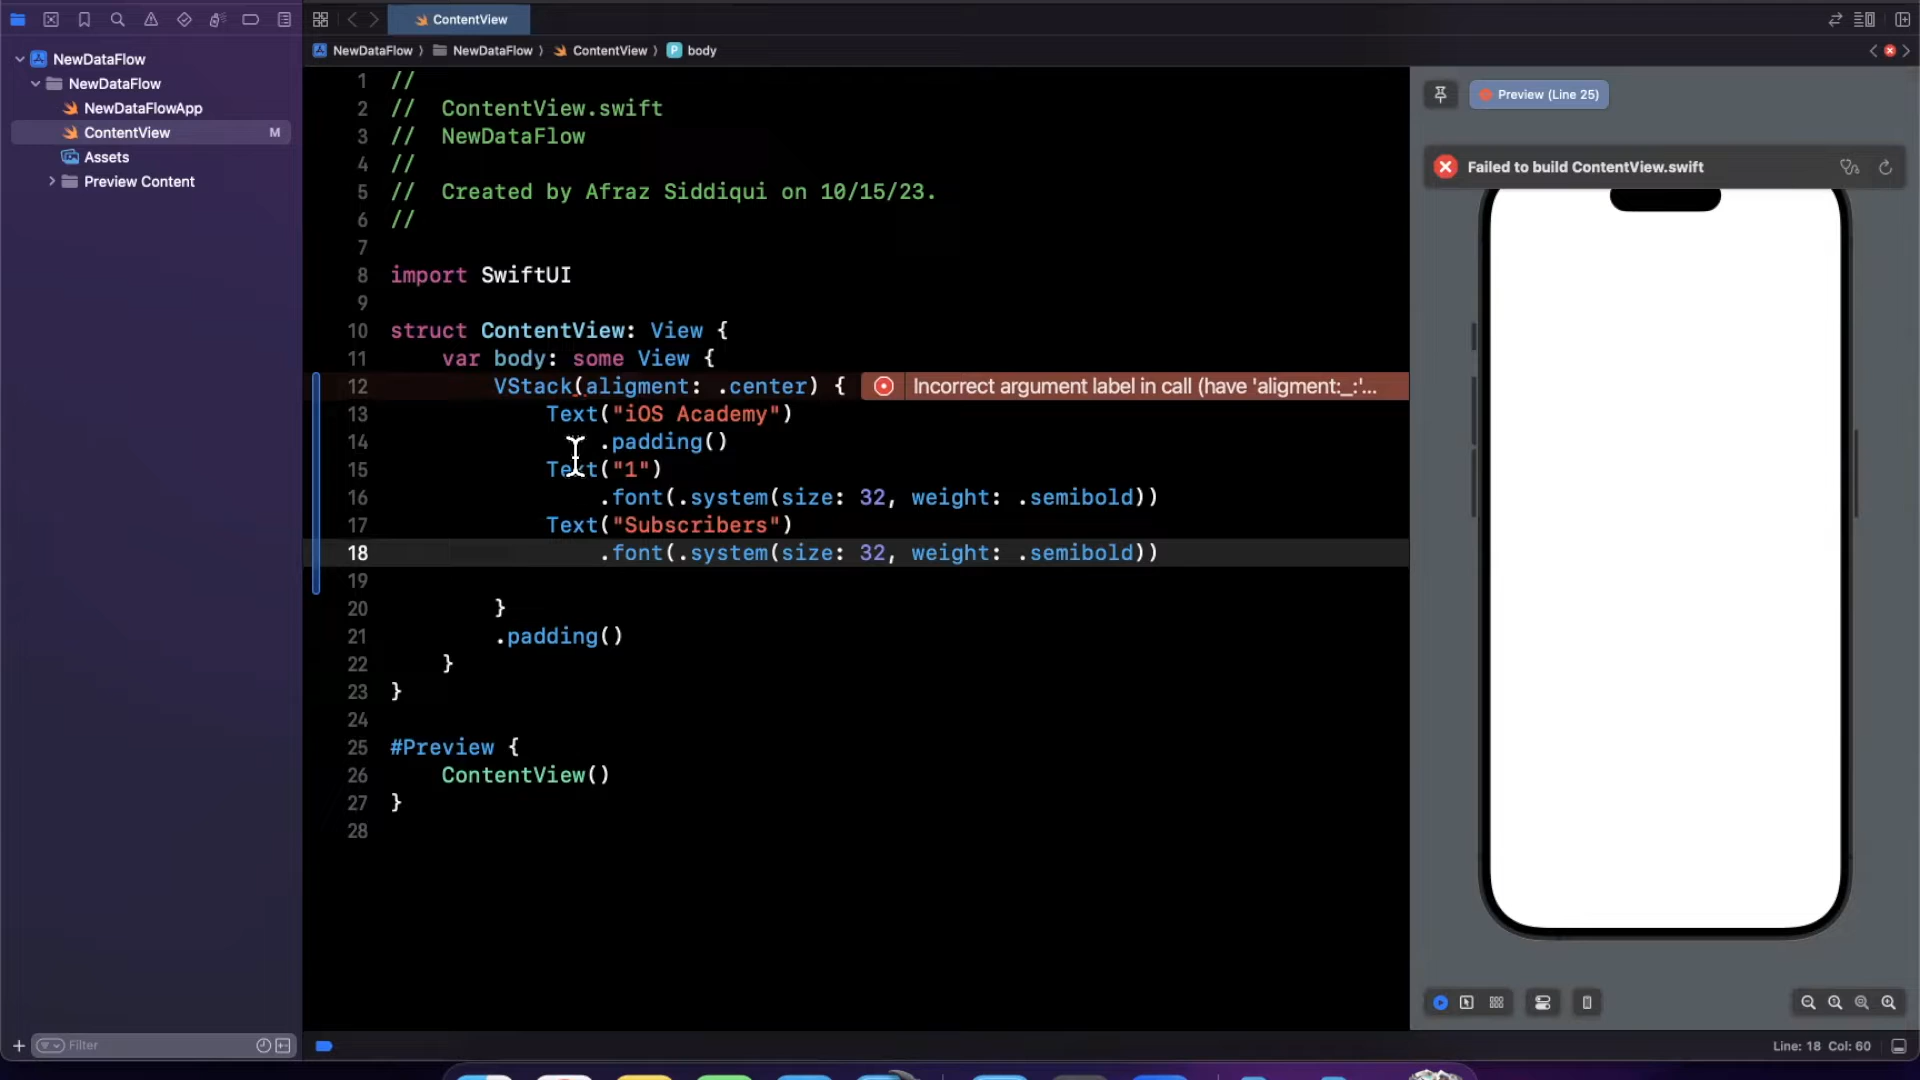 ContentView
NewDataFlow
NewDataFlow
NewDataFlowApp
ContentView M
Assets
Preview Content
Filter
NewDataFlow NewDataFlow ContentView P body
1 //
2 //  ContentView.swift
3 //  NewDataFlow
4 //
5 //  Created by Afraz Siddiqui on 10/15/23.
6 //
7
8 import SwiftUI
9
10 struct ContentView: View {
11     var body: some View {
12         VStack(aligment: .center) { Incorrect argument label in call (have 'aligment:_:'...
13             Text("iOS Academy")
14                 .padding()
15             Text("1")
16                 .font(.system(size: 32, weight: .semibold))
17             Text("Subscribers")
18                 .font(.system(size: 32, weight: .semibold))
19
20         }
21         .padding()
22     }
23 }
24
25 #Preview {
26     ContentView()
27 }
28
Preview (Line 25)
Failed to build ContentView.swift
Line: 18 Col: 60